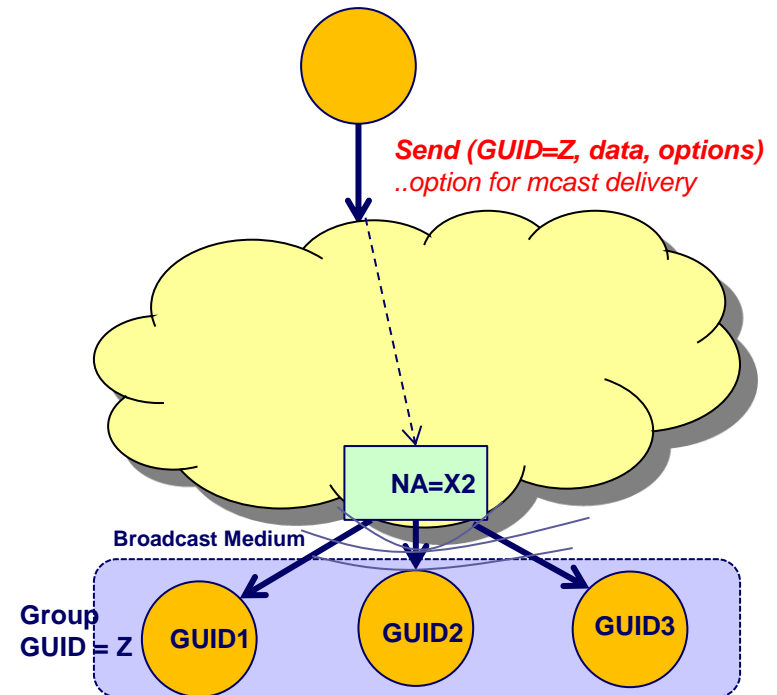 Send (GUID=Z, data, options)
..option for mcast delivery
NA=X2
Broadcast Medium
Group
GUID = Z
GUID1
GUID2
GUID3